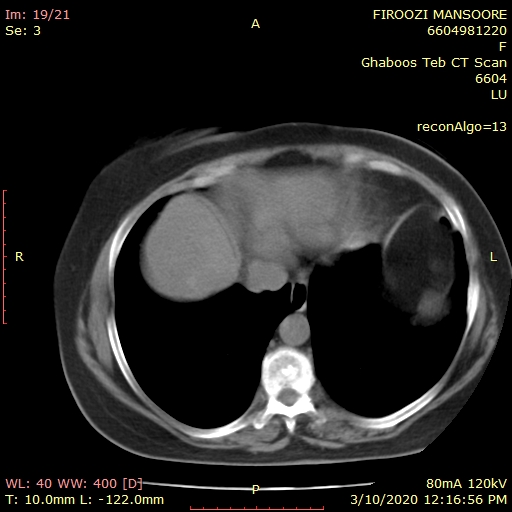 Im: 19/21
Se: 3
A
FIROOZI MANSOORE
6604981220
F
Ghaboos Teb CT Scan
6604
LU
reconAlgo=13
R
L
WL: 40 WW: 400 [D]
T: 10.0mm L: -122.0mm
P
80mA 120kV
3/10/2020 12:16:56 PM